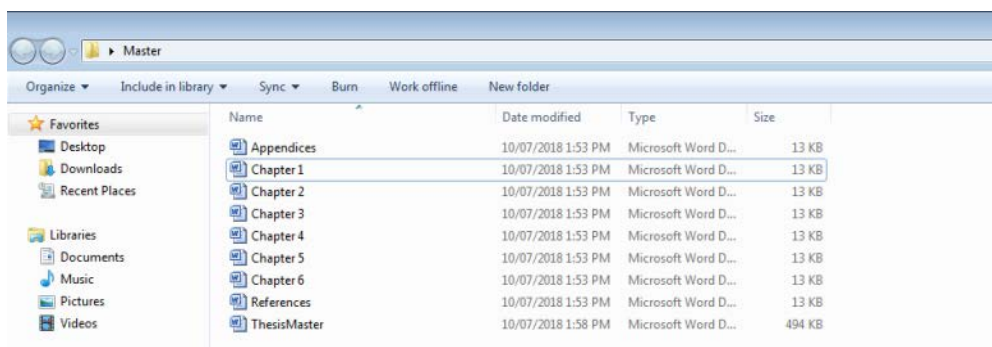 Master
Organize Include in library Sync Burn Work offline New folder
Name Date modified Type Size
Favorites
Desktop Appendices 10/07/2018 1:53 PM Microsoft Word D... 13 KB
Downloads Chapter 1 10/07/2018 1:53 PM Microsoft Word D... 13 KB
Recent Places Chapter 2 10/07/2018 1:53 PM Microsoft Word D... 13 KB
Chapter 3 10/07/2018 1:53 PM Microsoft Word D... 13 KB
Libraries Chapter 4 10/07/2018 1:53 PM Microsoft Word D... 13 KB
Documents Chapter 5 10/07/2018 1:53 PM Microsoft Word D... 13 KB
Music Chapter 6 10/07/2018 1:53 PM Microsoft Word D... 13 KB
Pictures References 10/07/2018 1:53 PM Microsoft Word D... 13 KB
Videos ThesisMaster 10/07/2018 1:58 PM Microsoft Word D... 494 KB